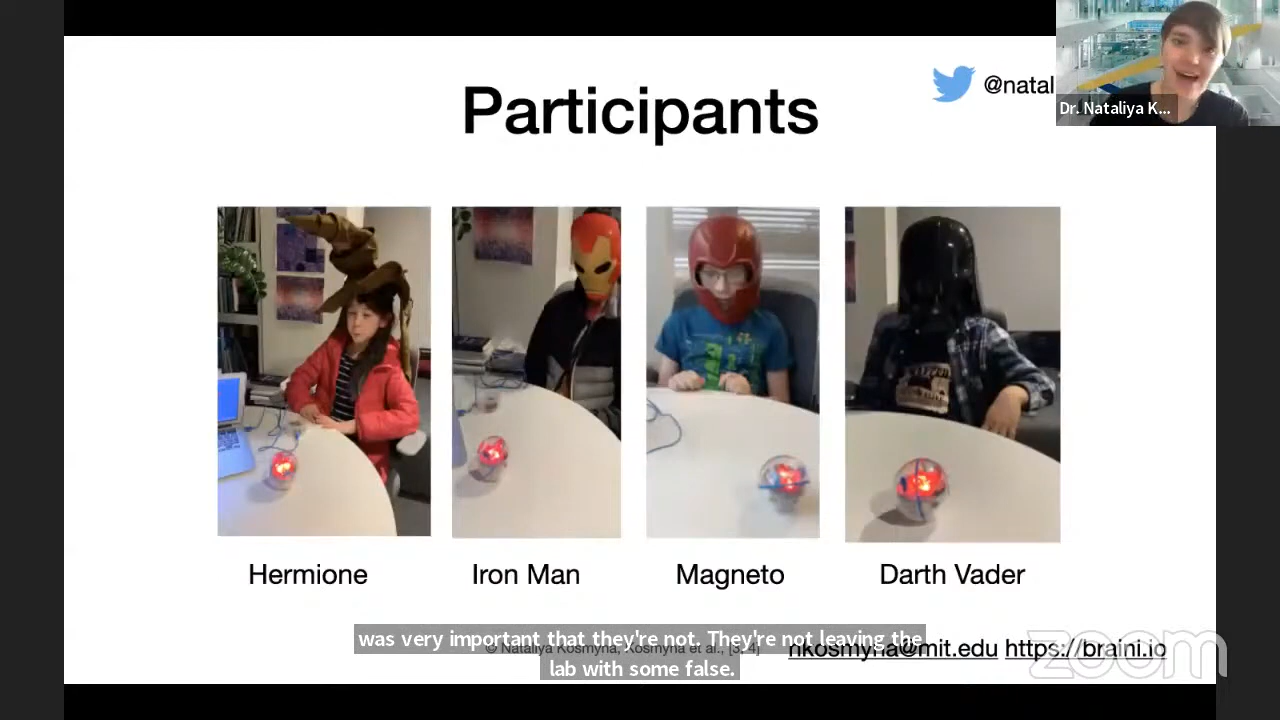 Participants
@natal
Dr. Nataliya K...
Hermione
Iron Man
Magneto
Darth Vader
was very important that they're not. They're not leaving the
lab with some false.
© Nataliya Kosmyna, Kosmyna et al., [3, 4]
nkosmyna@mit.edu https://braini.io
zoom